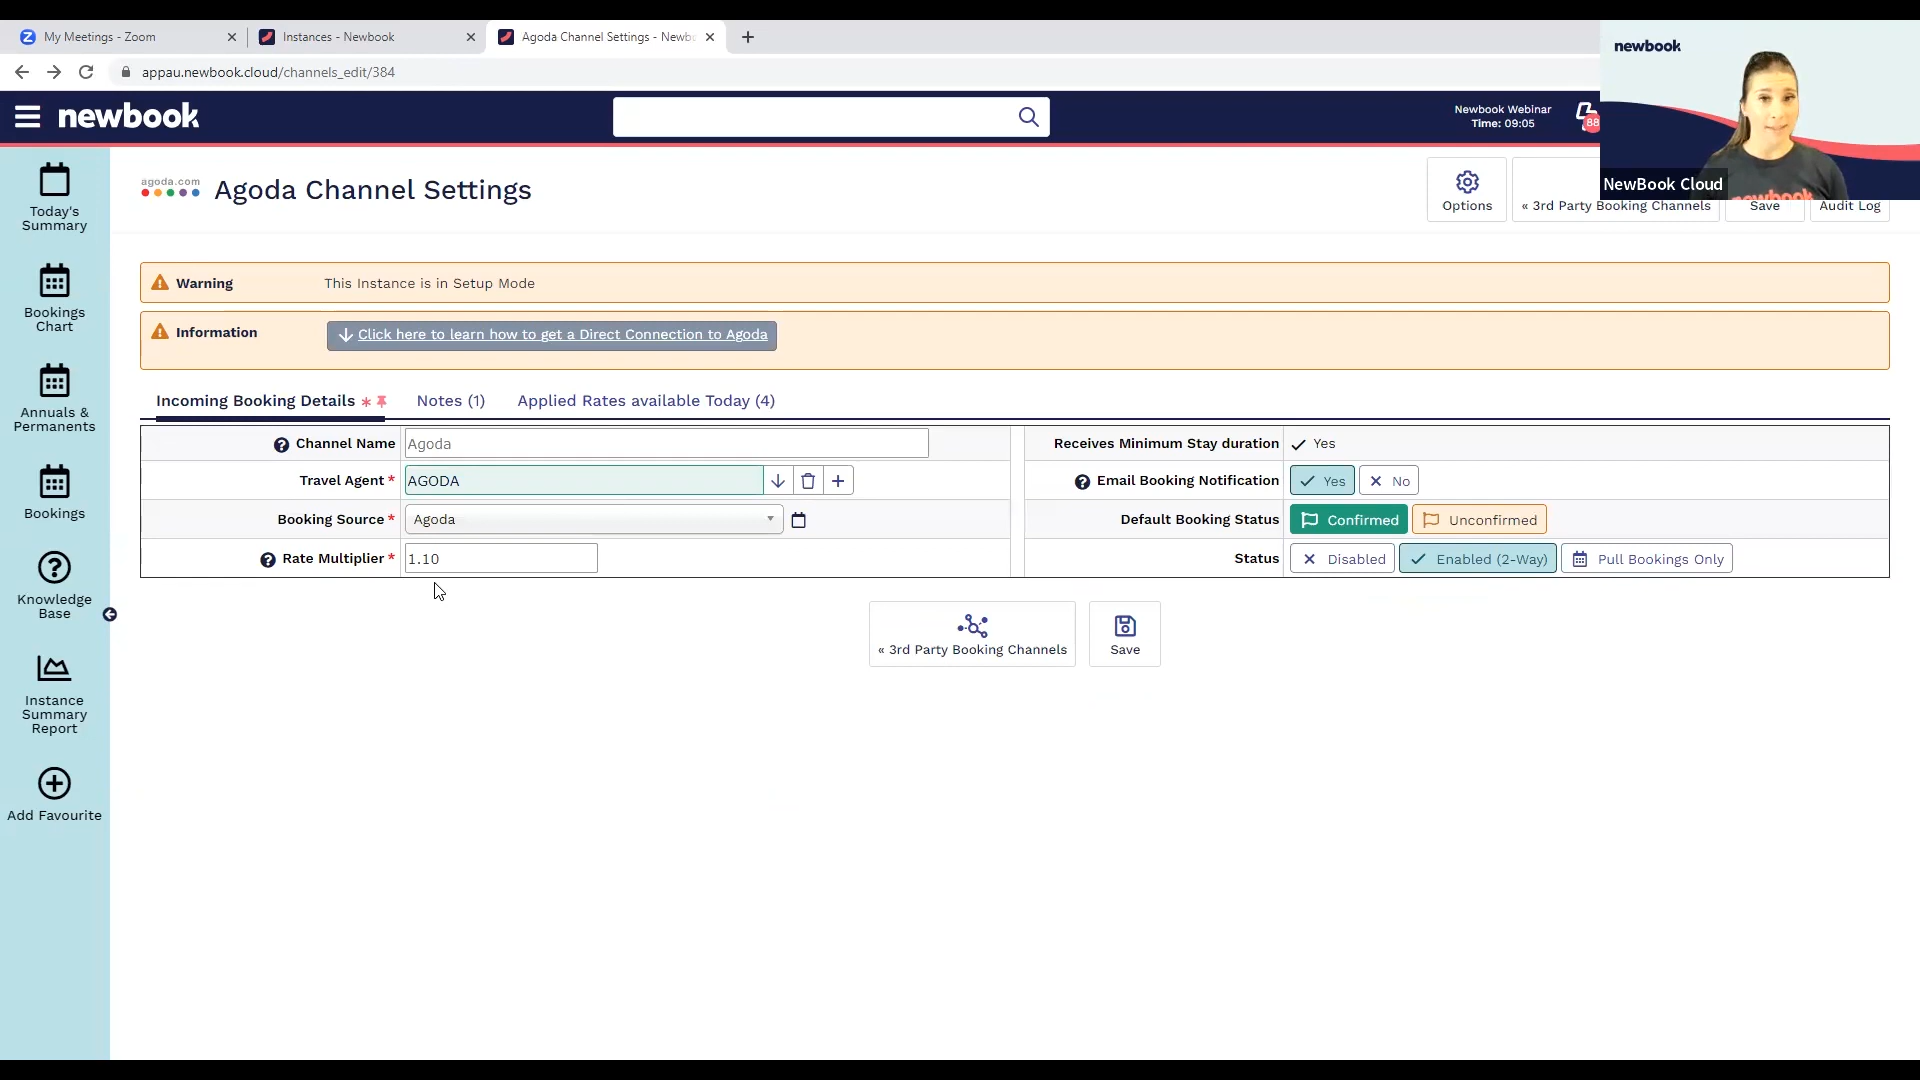 My Meetings - Zoom
Instances - Newbook
Agoda Channel Settings - Newb
appau.newbook.cloud/channels_edit/384
newbook
newbook
Newbook Webinar
Time: 09:05
88
NewBook Cloud
newbook
agoda.com
Agoda Channel Settings
Options
« 3rd Party Booking Channels
Save
Audit Log
Today's
Summary
Bookings
Chart
Annuals &
Permanents
Bookings
Knowledge
Base
Instance
Summary
Report
Add Favourite
Warning
This Instance is in Setup Mode
Information
Click here to learn how to get a Direct Connection to Agoda
Incoming Booking Details *
Notes (1)
Applied Rates available Today (4)
Channel Name
Agoda
Receives Minimum Stay duration
Yes
Travel Agent *
AGODA
Email Booking Notification
Yes
No
Booking Source *
Agoda
Default Booking Status
Confirmed
Unconfirmed
Rate Multiplier *
1.10
Status
Disabled
Enabled (2-Way)
Pull Bookings Only
« 3rd Party Booking Channels
Save